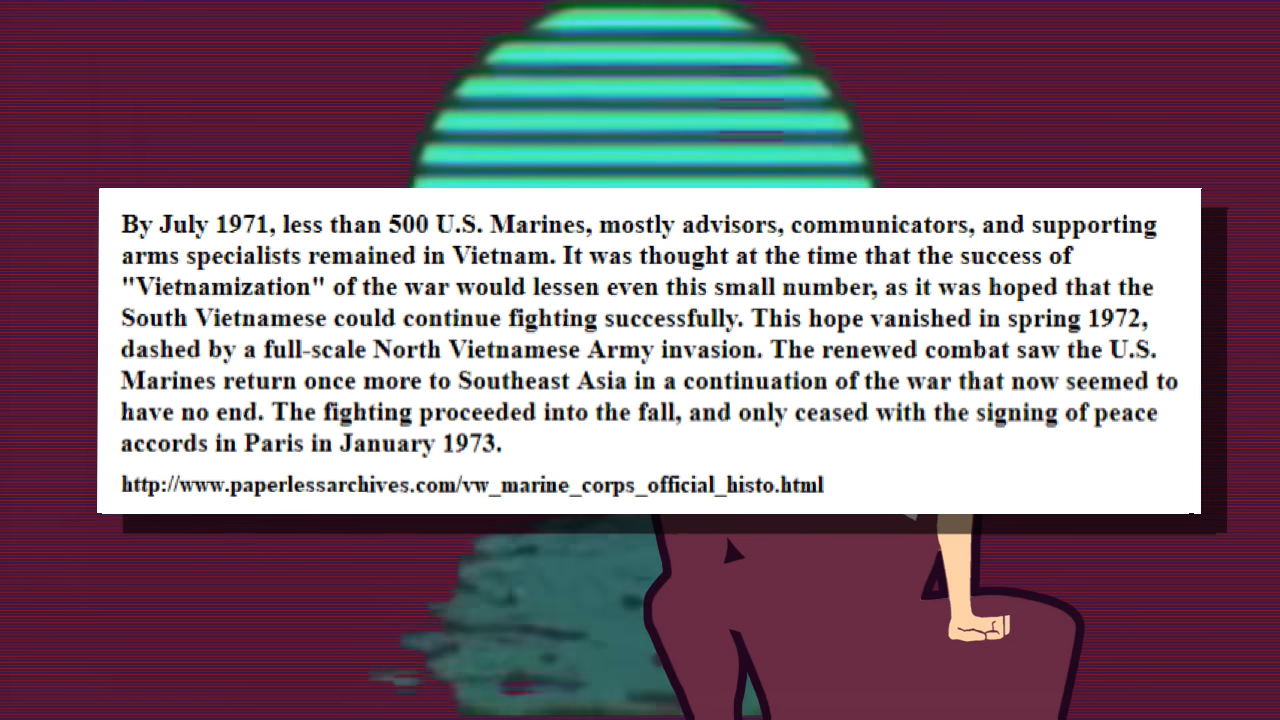 By July 1971, less than 500 U.S. Marines, mostly advisors, communicators, and supporting
arms specialists remained in Vietnam. It was thought at the time that the success of
"Vietnamization" of the war would lessen even this small number, as it was hoped that the
South Vietnamese could continue fighting successfully. This hope vanished in spring 1972,
dashed by a full-scale North Vietnamese Army invasion. The renewed combat saw the U.S.
Marines return once more to Southeast Asia in a continuation of the war that now seemed to
have no end. The fighting proceeded into the fall, and only ceased with the signing of peace
accords in Paris in January 1973.
http://www.paperlessarchives.com/vw_marine_corps_official_histo.html